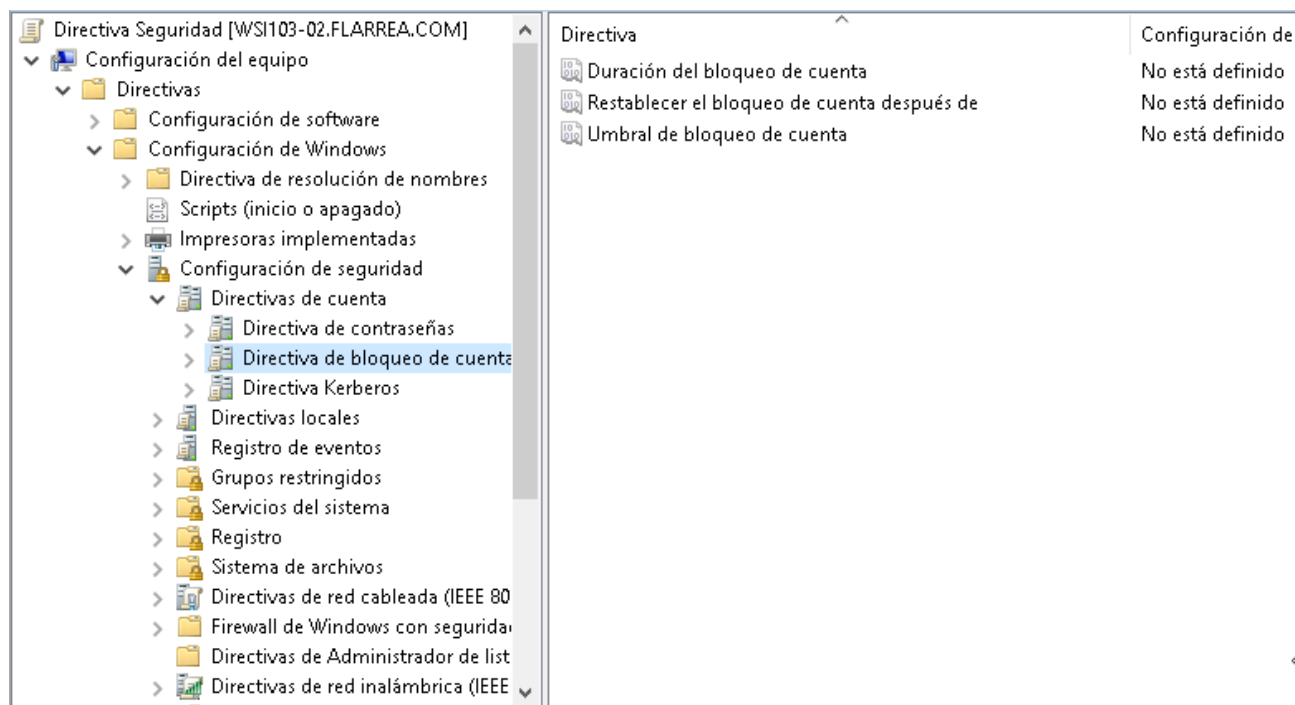 Directiva Seguridad [WSI103-02.FLARREA.COM]
Configuración del equipo
Directivas
Configuración de software
Configuración de Windows
Directiva de resolución de nombres
Scripts (inicio o apagado)
Impresoras implementadas
Configuración de seguridad
Directivas de cuenta
Directiva de contraseñas
Directiva de bloqueo de cuenta
Directiva Kerberos
Directivas locales
Registro de eventos
Grupos restringidos
Servicios del sistema
Registro
Sistema de archivos
Directivas de red cableada (IEEE 80
Firewall de Windows con segurida
Directivas de Administrador de list
Directivas de red inalámbrica (IEEE
Directiva Configuración de
Duración del bloqueo de cuenta No está definido
Restablecer el bloqueo de cuenta después de No está definido
Umbral de bloqueo de cuenta No está definido